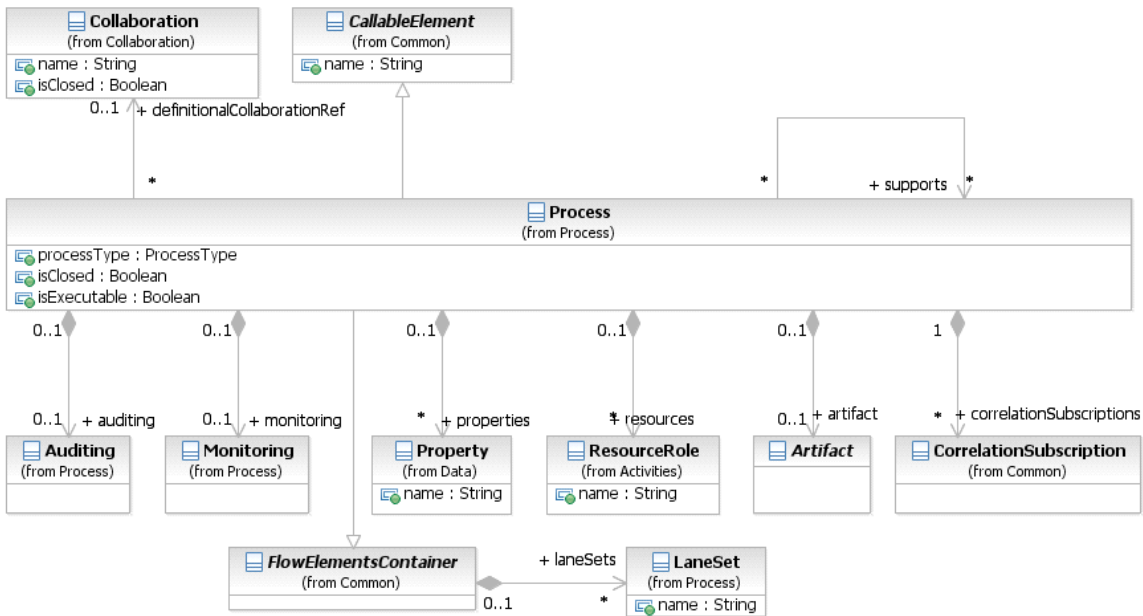 Collaboration
(from Collaboration)
name : String
isClosed : Boolean
CallableElement
(from Common)
name : String
0..1 + definitionalCollaborationRef
*
* + supports *
Process
(from Process)
processType : ProcessType
isClosed : Boolean
isExecutable : Boolean
0..1 0..1 0..1 0..1 0..1 1
0..1 + auditing
0..1 + monitoring
* + properties
* + resources
+ artifact
0..1
* + correlationSubscriptions
Auditing
(from Process)
Monitoring
(from Process)
Property
(from Data)
name : String
ResourceRole
(from Activities)
name : String
Artifact
CorrelationSubscription
(from Common)
FlowElementsContainer
(from Common)
+ laneSets
0..1 *
LaneSet
(from Process)
name : String